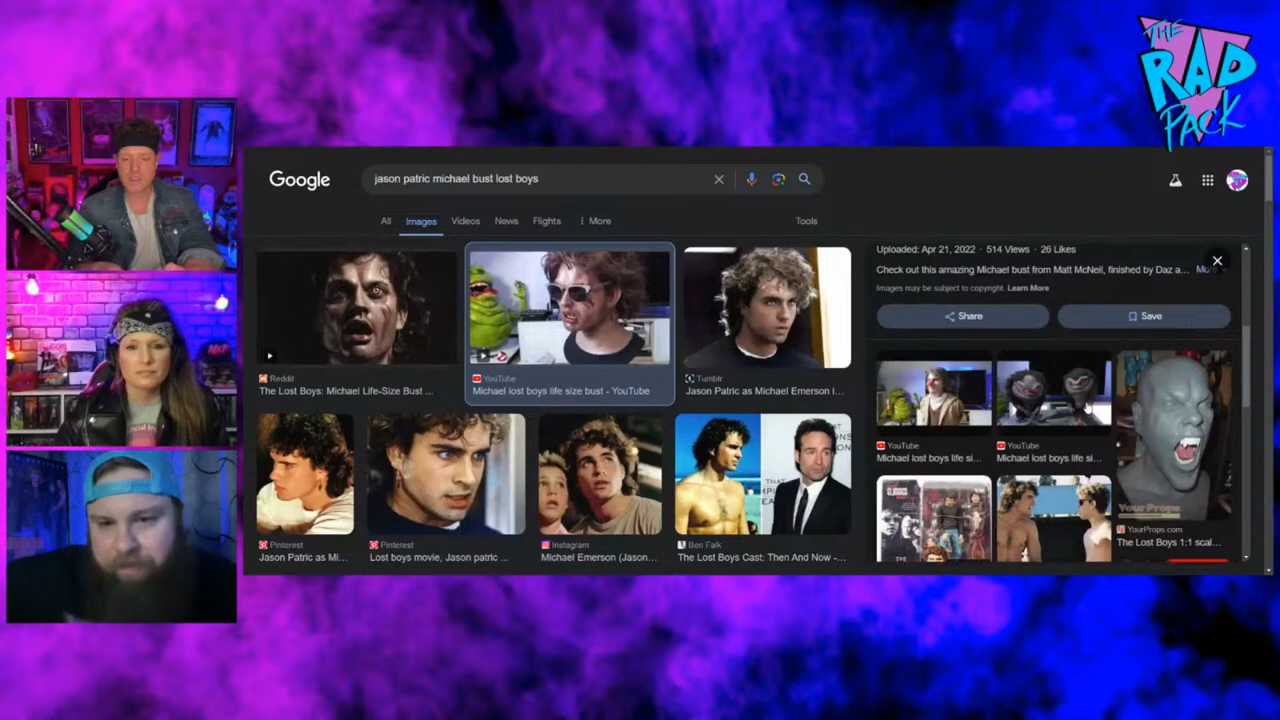 THE
RAD
PACK
Google
jason patric michael bust lost boys
All
Images
Videos
News
Flights
More
Tools
Uploaded: Apr 21, 2022 · 514 Views · 26 Likes
Check out this amazing Michael bust from Matt McNeil, finished by Daz a...
Images may be subject to copyright. Learn More
Share
Save
Reddit
The Lost Boys: Michael Life-Size Bust ...
YouTube
Michael lost boys life size bust - YouTube
Tumblr
Jason Patric as Michael Emerson i...
YouTube
Michael lost boys life si...
YouTube
Michael lost boys life si...
YourProps
YourProps.com
The Lost Boys 1:1 scal...
Pinterest
Jason Patric as Mi...
Pinterest
Lost boys movie, Jason patric ...
Instagram
Michael Emerson (Jason...
Ben Falk
The Lost Boys Cast: Then And Now -...